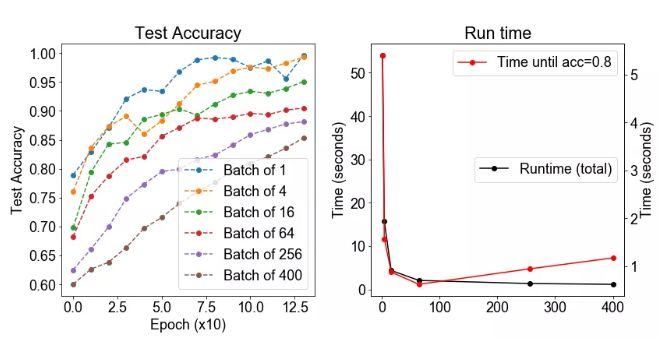 Test Accuracy
1.00
0.95
0.90
0.85
0.80
0.75
0.70
0.65
0.60
Test Accuracy
Batch of 1
Batch of 4
Batch of 16
Batch of 64
Batch of 256
Batch of 400
0.0 2.5 5.0 7.5 10.0 12.5
Epoch (x10)
Run time
50
40
30
20
10
0
Time (seconds)
Time until acc=0.8
Runtime (total)
5
4
3
2
1
Time (seconds)
0 100 200 300 400